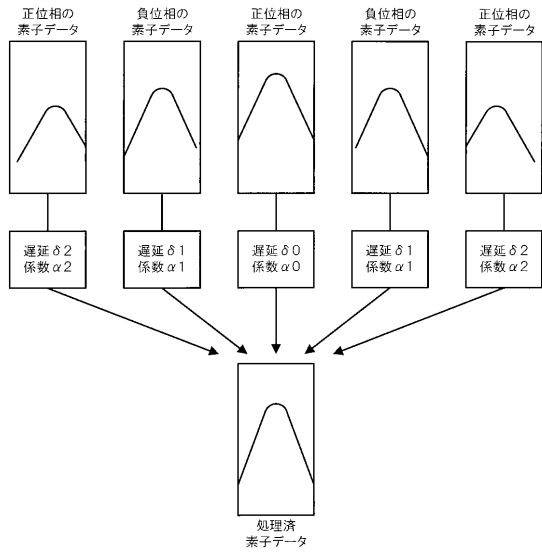 正位相の
素子データ
負位相の
素子データ
正位相の
素子データ
負位相の
素子データ
正位相の
素子データ
遅延δ2
係数α2
遅延δ1
係数α1
遅延δ0
係数α0
遅延δ1
係数α1
遅延δ2
係数α2
処理済
素子データ